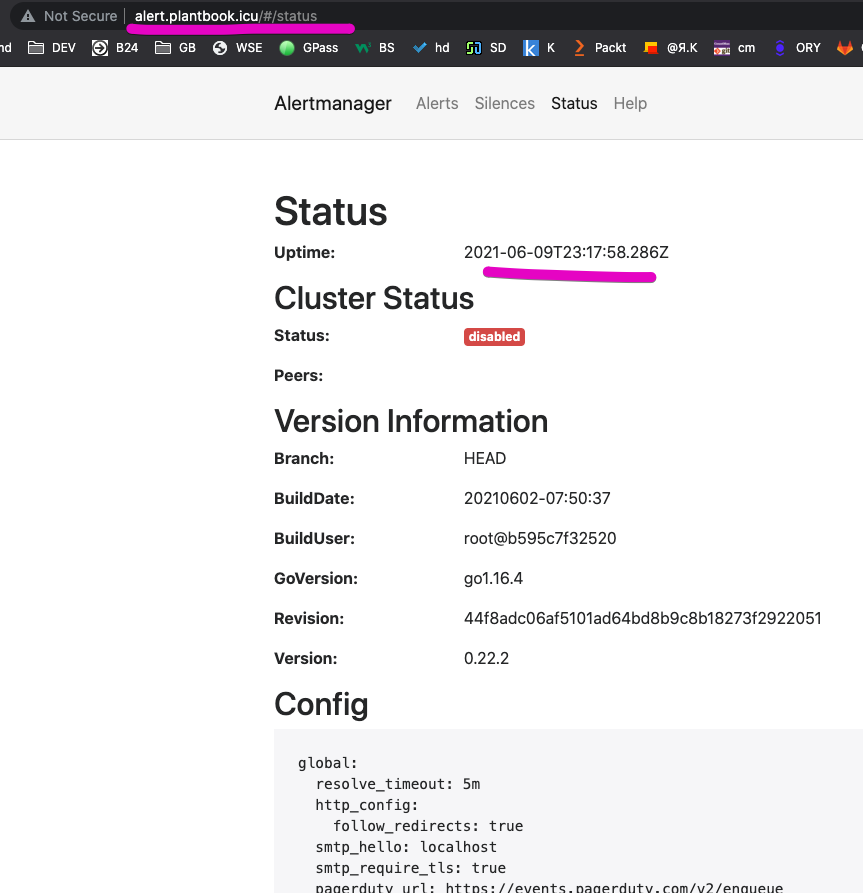 Not Secure | alert.plantbook.icu/#/status
nd DEV B24 GB WSE GPass BS hd SD K Packt @Я.K cm ORY
Alertmanager Alerts Silences Status Help
Status
Uptime: 2021-06-09T23:17:58.286Z
Cluster Status
Status: disabled
Peers:
Version Information
Branch: HEAD
BuildDate: 20210602-07:50:37
BuildUser: root@b595c7f32520
GoVersion: go1.16.4
Revision: 44f8adc06af5101ad64bd8b9c8b18273f2922051
Version: 0.22.2
Config
global:
resolve_timeout: 5m
http_config:
follow_redirects: true
smtp_hello: localhost
smtp_require_tls: true
pagerduty_url: https://events.pagerduty.com/v2/enqueue